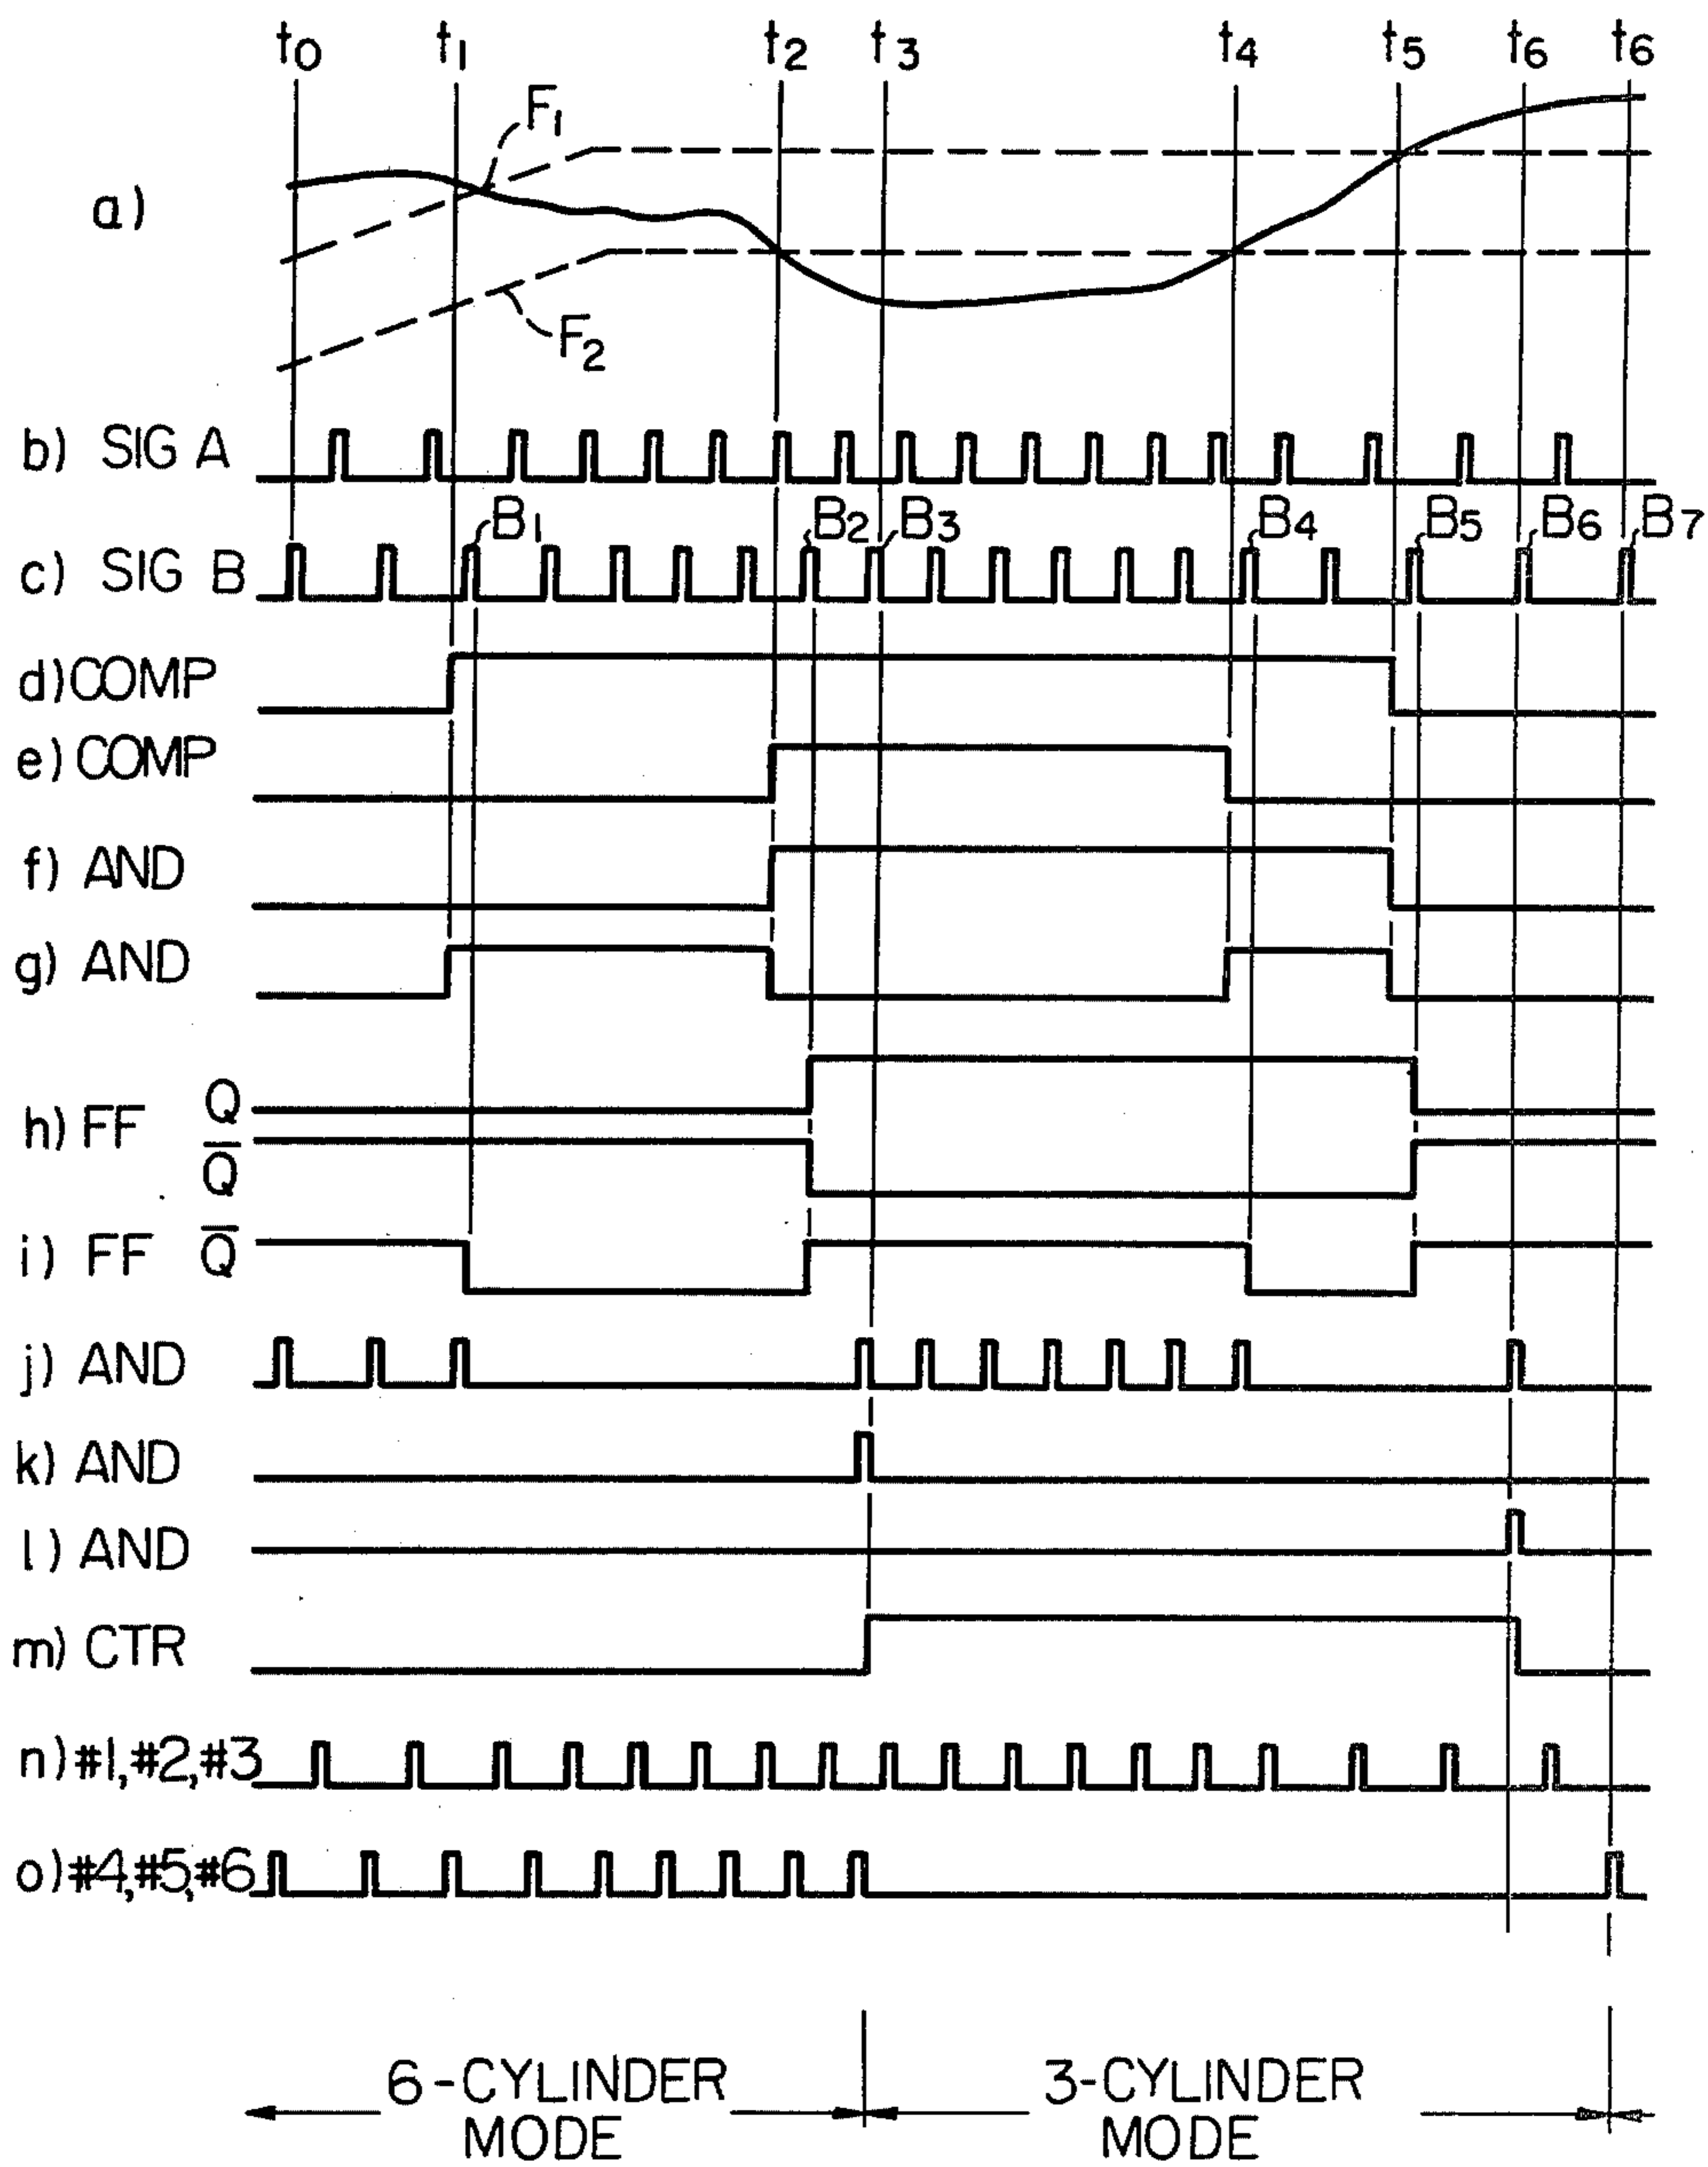 t0 t1 t2 t3 t4 t5 t6 t6
F1
a)
F2
b) SIG A
B1 B2 B3 B4 B5 B6 B7
c) SIG B
d) COMP
e) COMP
f) AND
g) AND
h) FF Q
Q̅
i) FF Q̅
j) AND
k) AND
l) AND
m) CTR
n) #1, #2, #3
o) #4, #5, #6
6-CYLINDER MODE
3-CYLINDER MODE